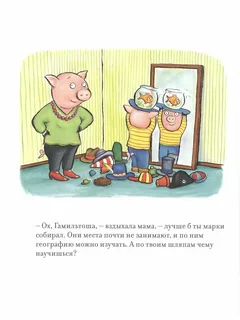 – Ох, Гамильтоша, – вздыхала мама, – лучше б ты марки
собирал. Они места почти не занимают, и по ним
географию можно изучать. А по твоим шляпам чему
научишься?